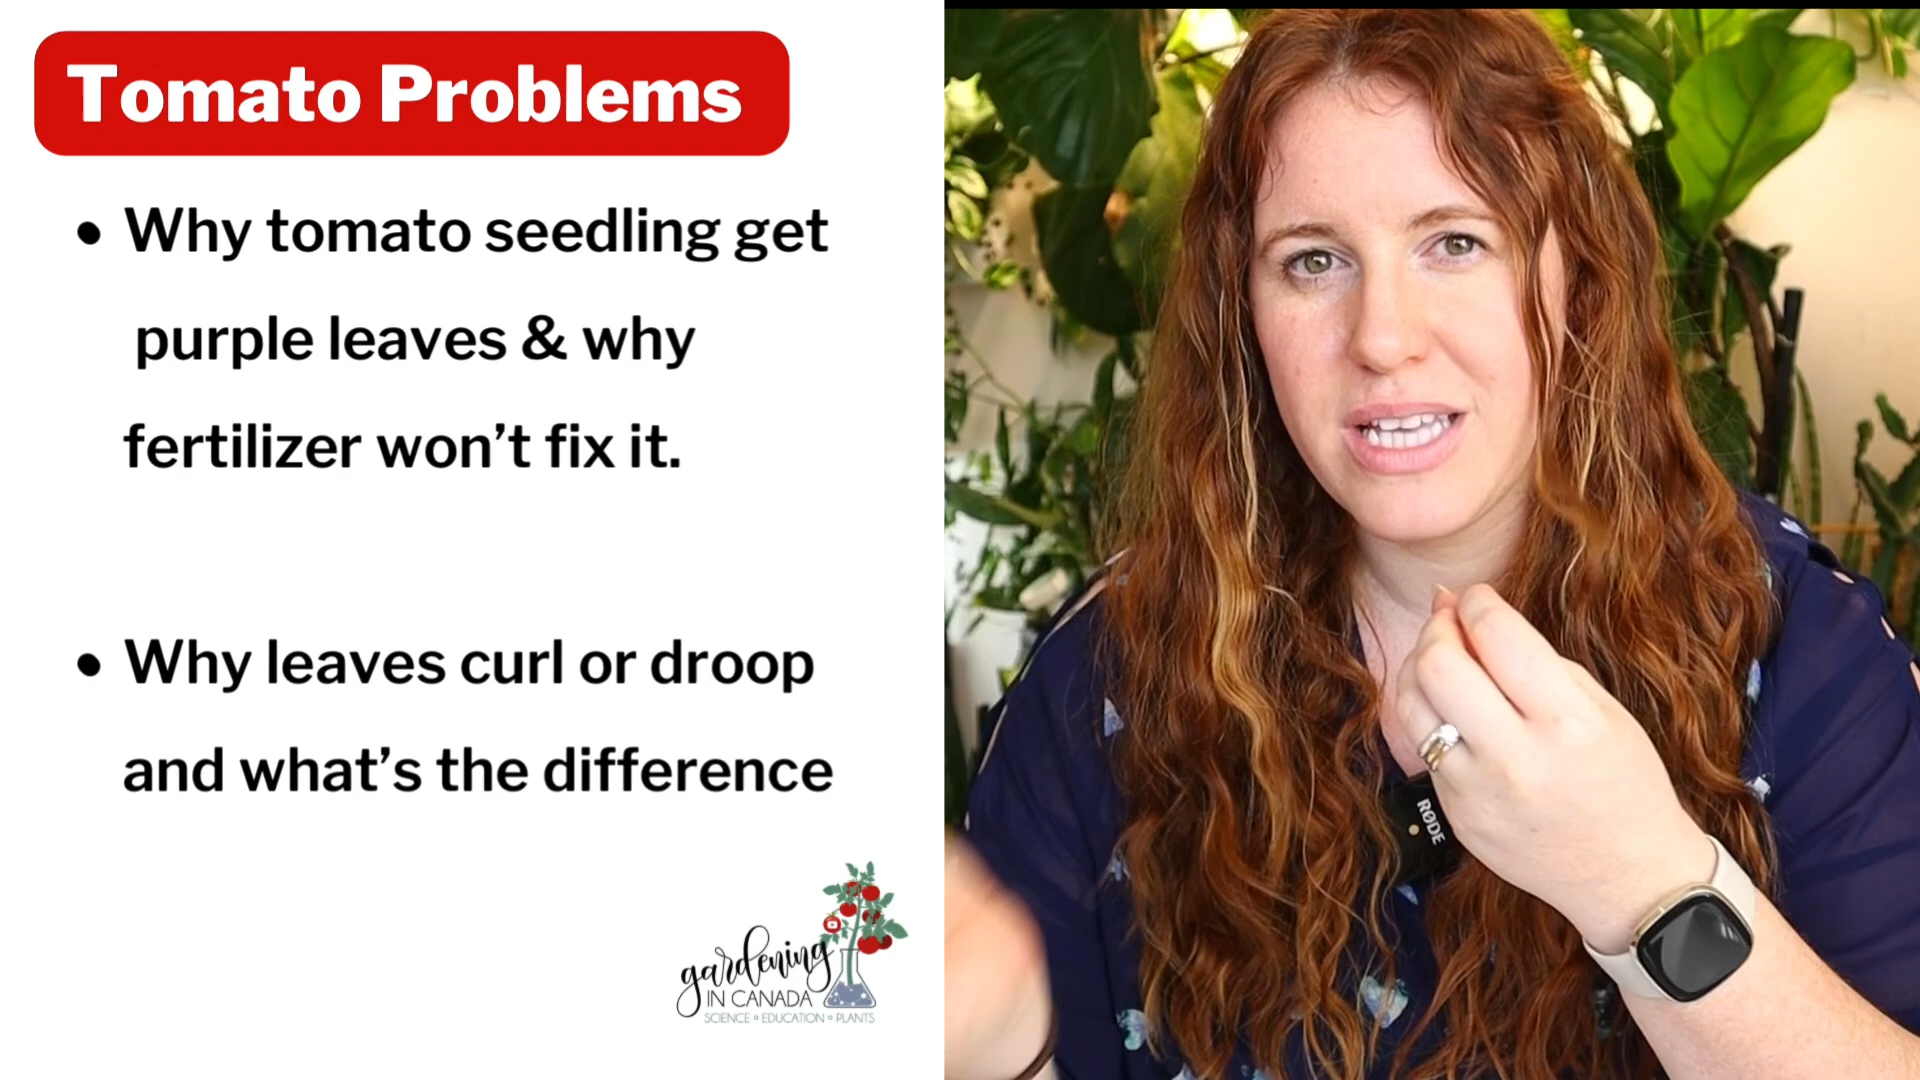 Tomato Problems
• Why tomato seedling get
purple leaves & why
fertilizer won't fix it.
• Why leaves curl or droop
and what's the difference
gardening
IN CANADA
SCIENCE • EDUCATION • PLANTS
RØDE